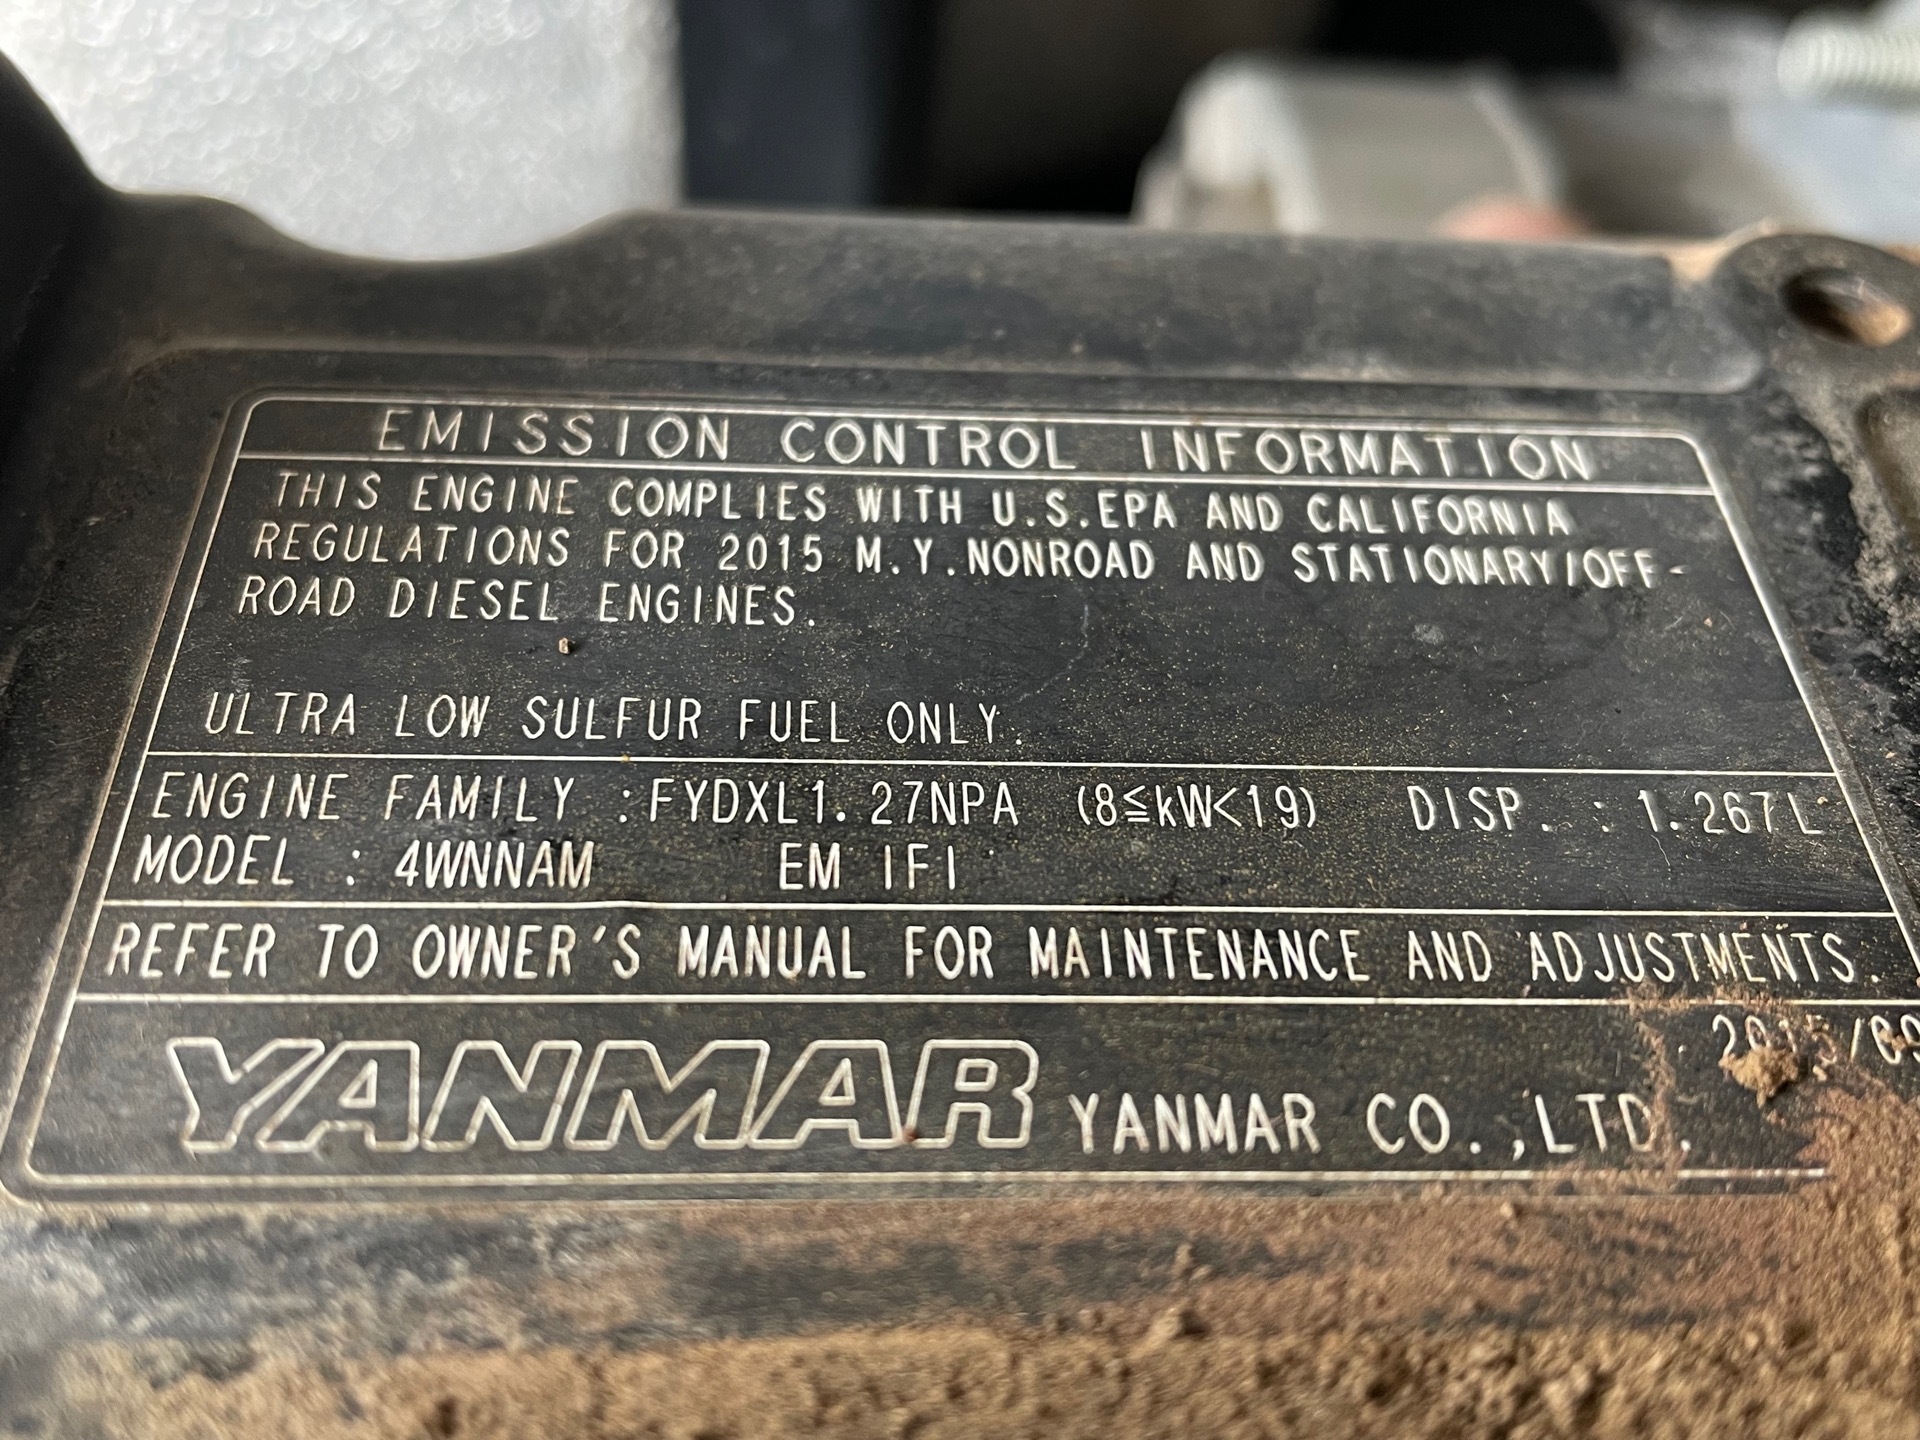 EMISSION CONTROL INFORMATION
THIS ENGINE COMPLIES WITH U.S.EPA AND CALIFORNIA
REGULATIONS FOR 2015 M.Y.NONROAD AND STATIONARY/OFF-
ROAD DIESEL ENGINES.
ULTRA LOW SULFUR FUEL ONLY.
ENGINE FAMILY :FYDXL1.27NPA (8≦kW<19) DISP. : 1.267L
MODEL : 4WNNAM EM IFI
REFER TO OWNER'S MANUAL FOR MAINTENANCE AND ADJUSTMENTS.
YANMAR YANMAR CO.,LTD.